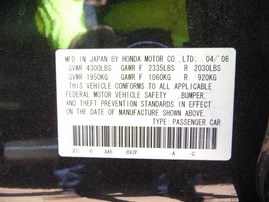 MFD IN JAPAN BY HONDA MOTOR CO.,LTD. 04/'06
GVWR 4300LBS GAWR F 2335LBS R 2030LBS
GVWR 1950KG GAWR F 1060KG R 920KG
THIS VEHICLE CONFORMS TO ALL APPLICABLE
FEDERAL MOTOR VEHICLE SAFETY ,BUMPER,
AND THEFT PREVENTION STANDARDS IN EFFECT
ON THE DATE OF MANUFACTURE SHOWN ABOVE.
TYPE: PASSENGER CAR
6 -A -C